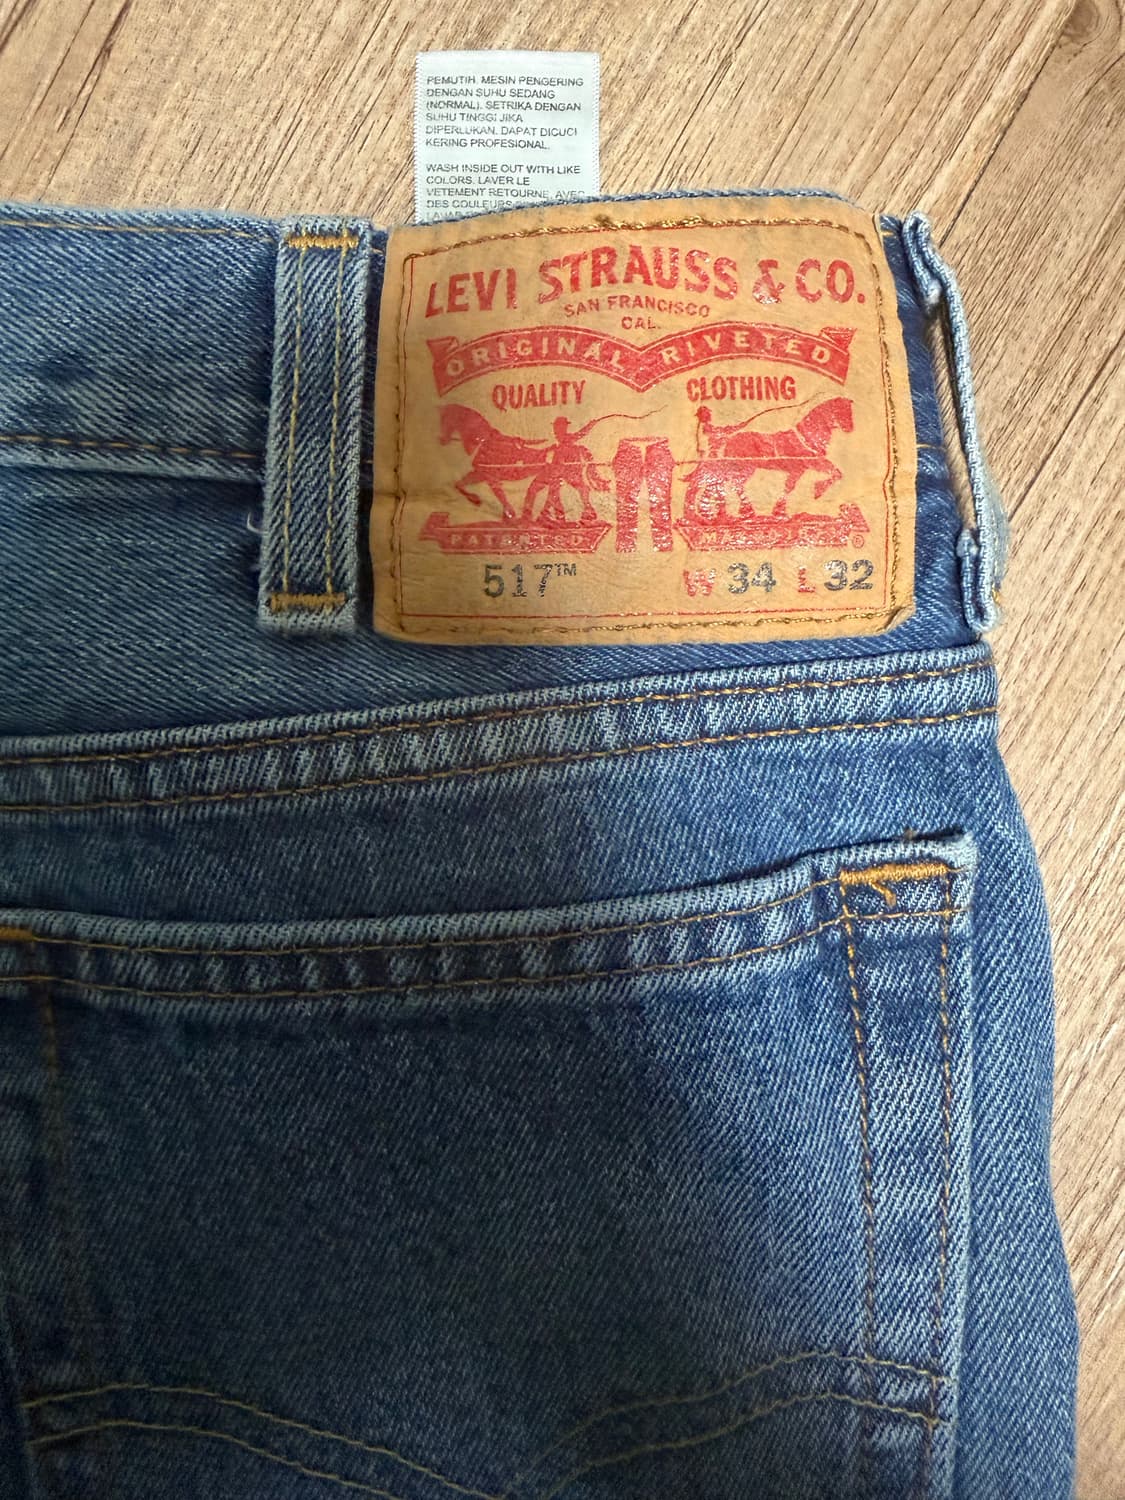 PEMUTIH. MESIN PENGERING
DENGAN SUHU SEDANG
(NORMAL). SETRIKA DENGAN
SUHU TINGGI JIKA
DIPERLUKAN. DAPAT DICUCI
KERING PROFESIONAL.
WASH INSIDE OUT WITH LIKE
COLORS. LAVER LE
VETEMENT RETOURNE, AVEC
DES COULEURS
LEVI STRAUSS & CO.
SAN FRANCISCO
CAL.
ORIGINAL RIVETED
QUALITY CLOTHING
PATENTED
517™ W 34 L 32